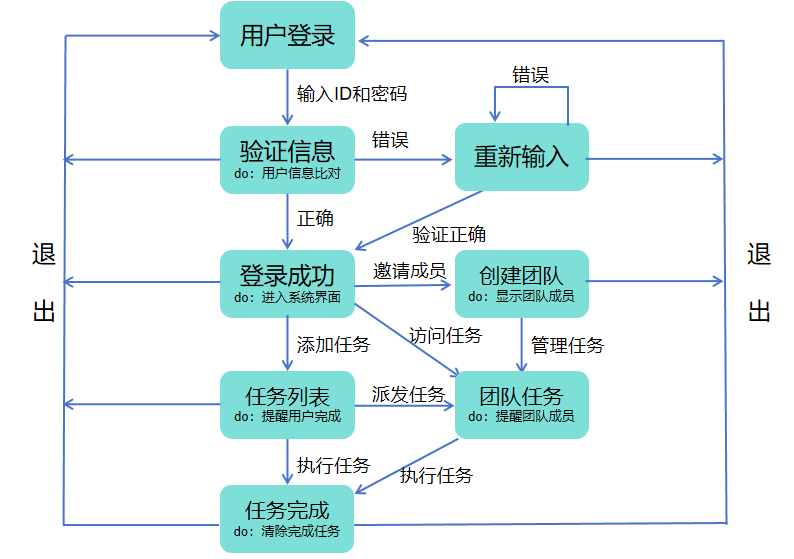 用户登录
输入ID和密码
错误
验证信息
do: 用户信息比对
错误
重新输入
正确
验证正确
退出
退出
登录成功
do: 进入系统界面
邀请成员
创建团队
do: 显示团队成员
添加任务
访问任务
管理任务
任务列表
do: 提醒用户完成
派发任务
团队任务
do: 提醒团队成员
执行任务
执行任务
任务完成
do: 清除完成任务